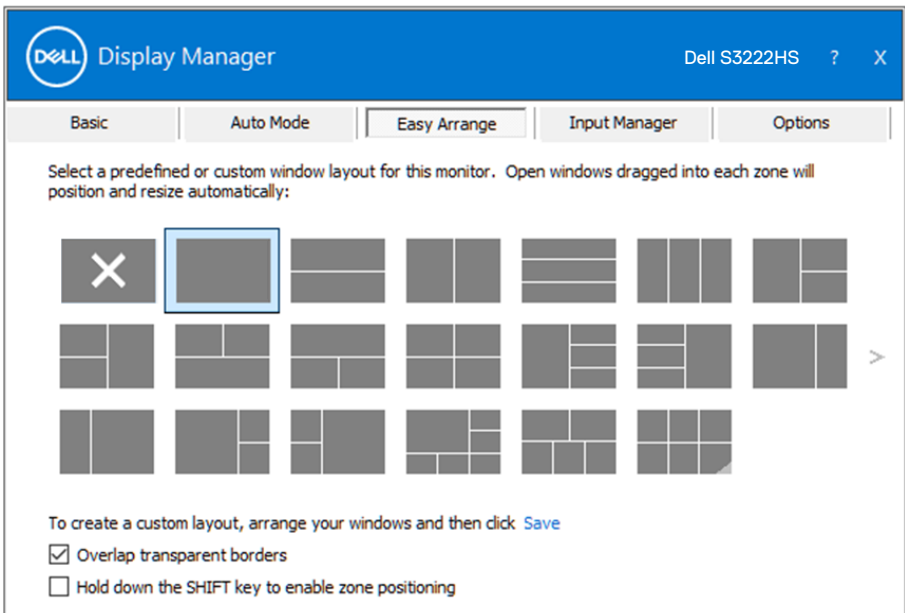 DELL Display Manager Dell S3222HS ? X
Basic Auto Mode Easy Arrange Input Manager Options
Select a predefined or custom window layout for this monitor. Open windows dragged into each zone will
position and resize automatically:
>
To create a custom layout, arrange your windows and then click Save
Overlap transparent borders
Hold down the SHIFT key to enable zone positioning